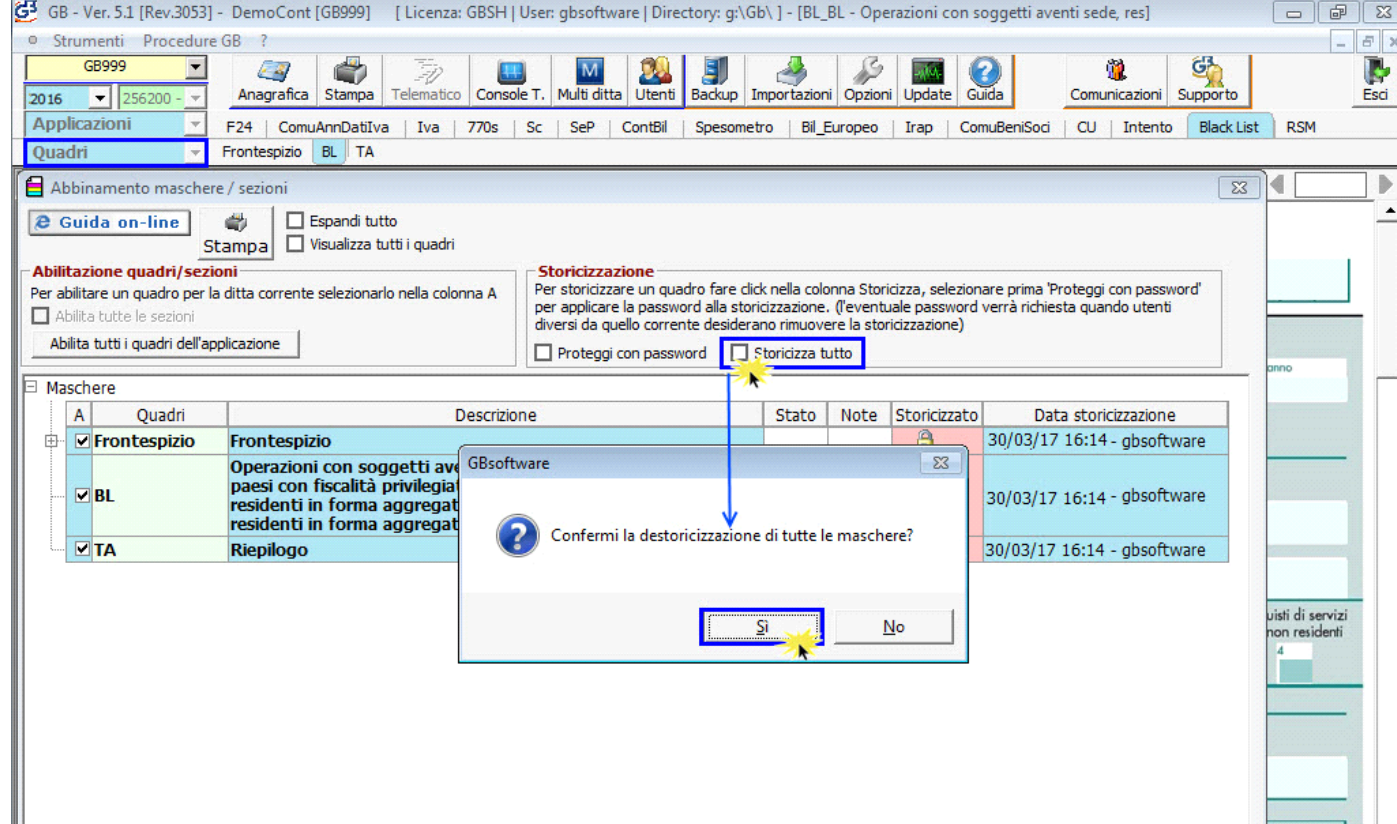 GB - Ver. 5.1 [Rev.3053] - DemoCont [GB999] [ Licenza: GBSH | User: gbsoftware | Directory: g:\Gb\ ] - [BL_BL - Operazioni con soggetti aventi sede, res]
Strumenti Procedure GB ?
GB999
2016 256200 -
Anagrafica Stampa Telematico Console T. Multi ditta Utenti Backup Importazioni Opzioni Update Guida Comunicazioni Supporto Esci
Applicazioni F24 ComuAnnDatiIva Iva 770s Sc SeP ContBil Spesometro Bil_Europeo Irap ComuBeniSoci CU Intento Black List RSM
Quadri Frontespizio BL TA
Abbinamento maschere / sezioni
Guida on-line Stampa
Espandi tutto
Visualizza tutti i quadri
Abilitazione quadri/sezioni
Per abilitare un quadro per la ditta corrente selezionarlo nella colonna A
Abilita tutte le sezioni
Abilita tutti i quadri dell'applicazione
Storicizzazione
Per storicizzare un quadro fare click nella colonna Storicizza, selezionare prima 'Proteggi con password'
per applicare la password alla storicizzazione. (l'eventuale password verrà richiesta quando utenti
diversi da quello corrente desiderano rimuovere la storicizzazione)
Proteggi con password Storicizza tutto
anno
Maschere
A Quadri Descrizione Stato Note Storicizzato Data storicizzazione
Frontespizio Frontespizio 30/03/17 16:14 - gbsoftware
BL
Operazioni con soggetti ave
paesi con fiscalità privilegiat
residenti in forma aggregat
residenti in forma aggregat
30/03/17 16:14 - gbsoftware
TA Riepilogo 30/03/17 16:14 - gbsoftware
GBsoftware
Confermi la destoricizzazione di tutte le maschere?
Sì No
uisti di servizi
non residenti
4